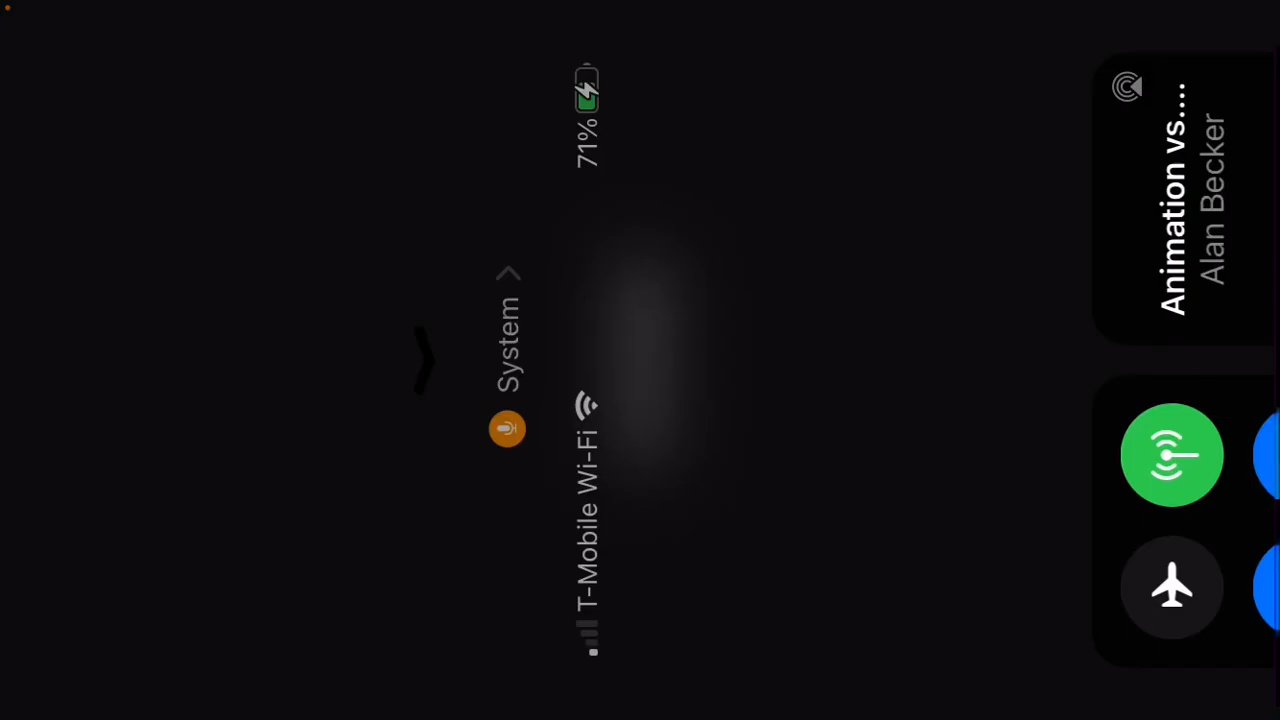 System
T-Mobile Wi-Fi
71%
Animation vs....
Alan Becker